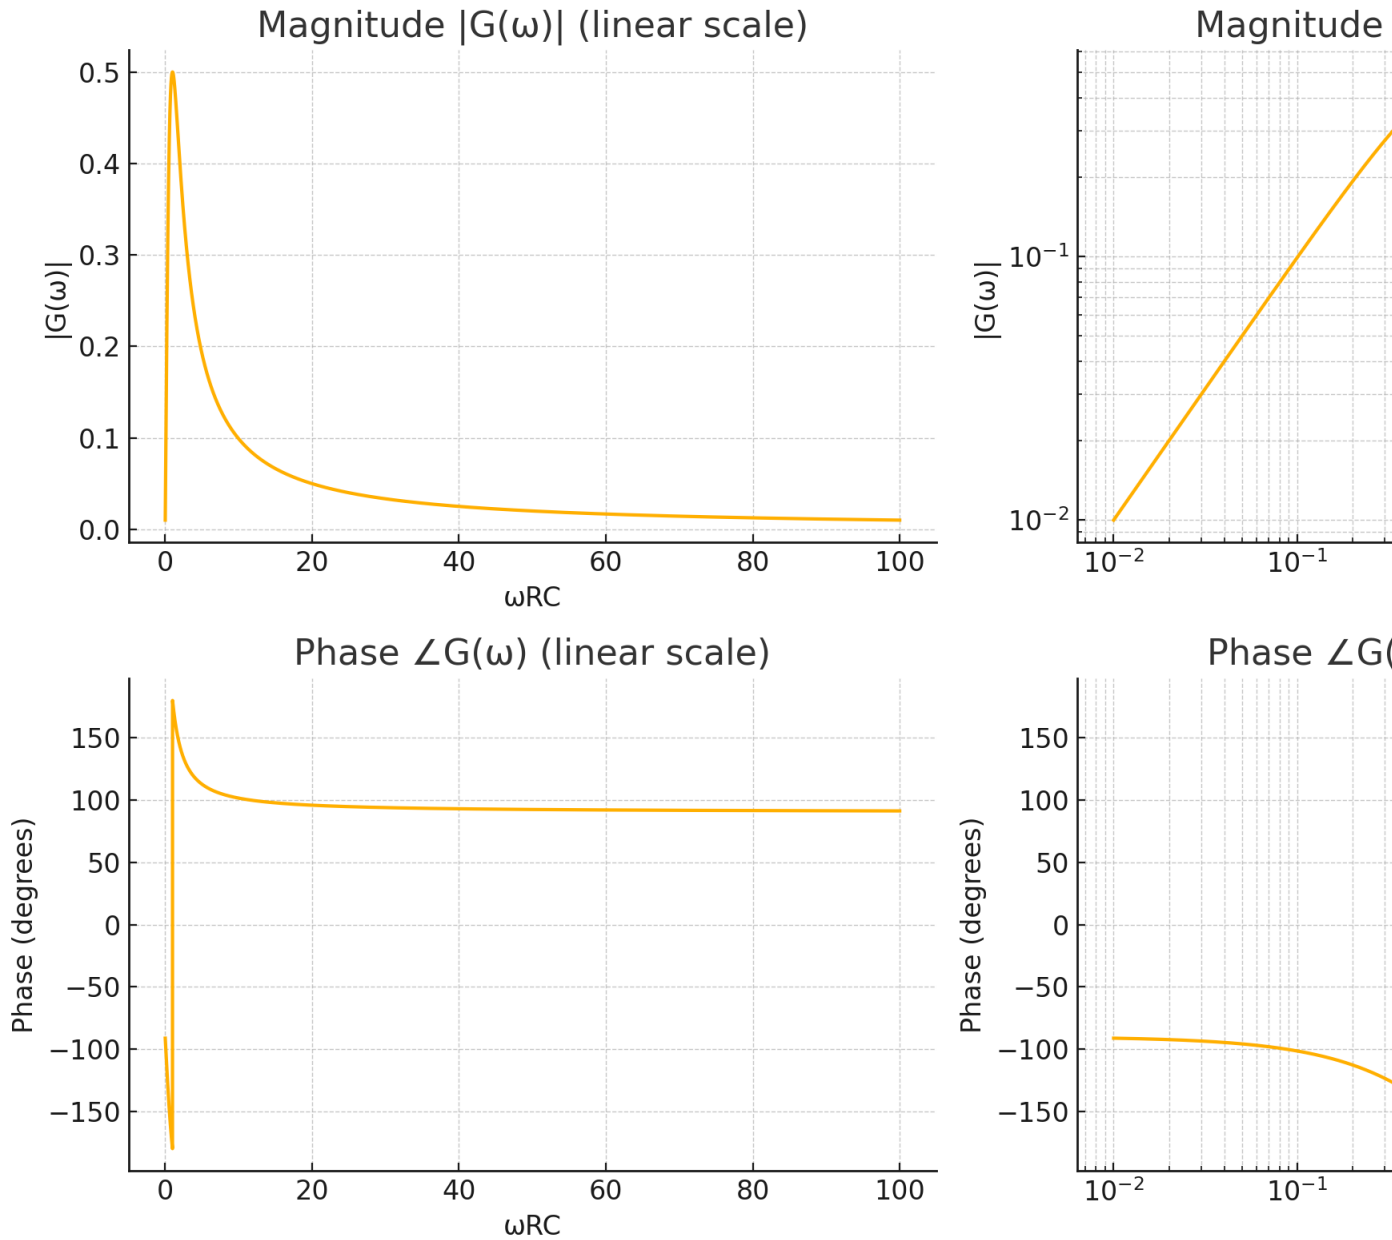 Magnitude |G(ω)| (linear scale)
|G(ω)|
0.5
0.4
0.3
0.2
0.1
0.0
0 20 40 60 80 100
ωRC
Magnitude
|G(ω)|
10⁻¹
10⁻²
10⁻² 10⁻¹
Phase ∠G(ω) (linear scale)
Phase (degrees)
150
100
50
0
−50
−100
−150
0 20 40 60 80 100
ωRC
Phase ∠G(
Phase (degrees)
150
100
50
0
−50
−100
−150
10⁻² 10⁻¹